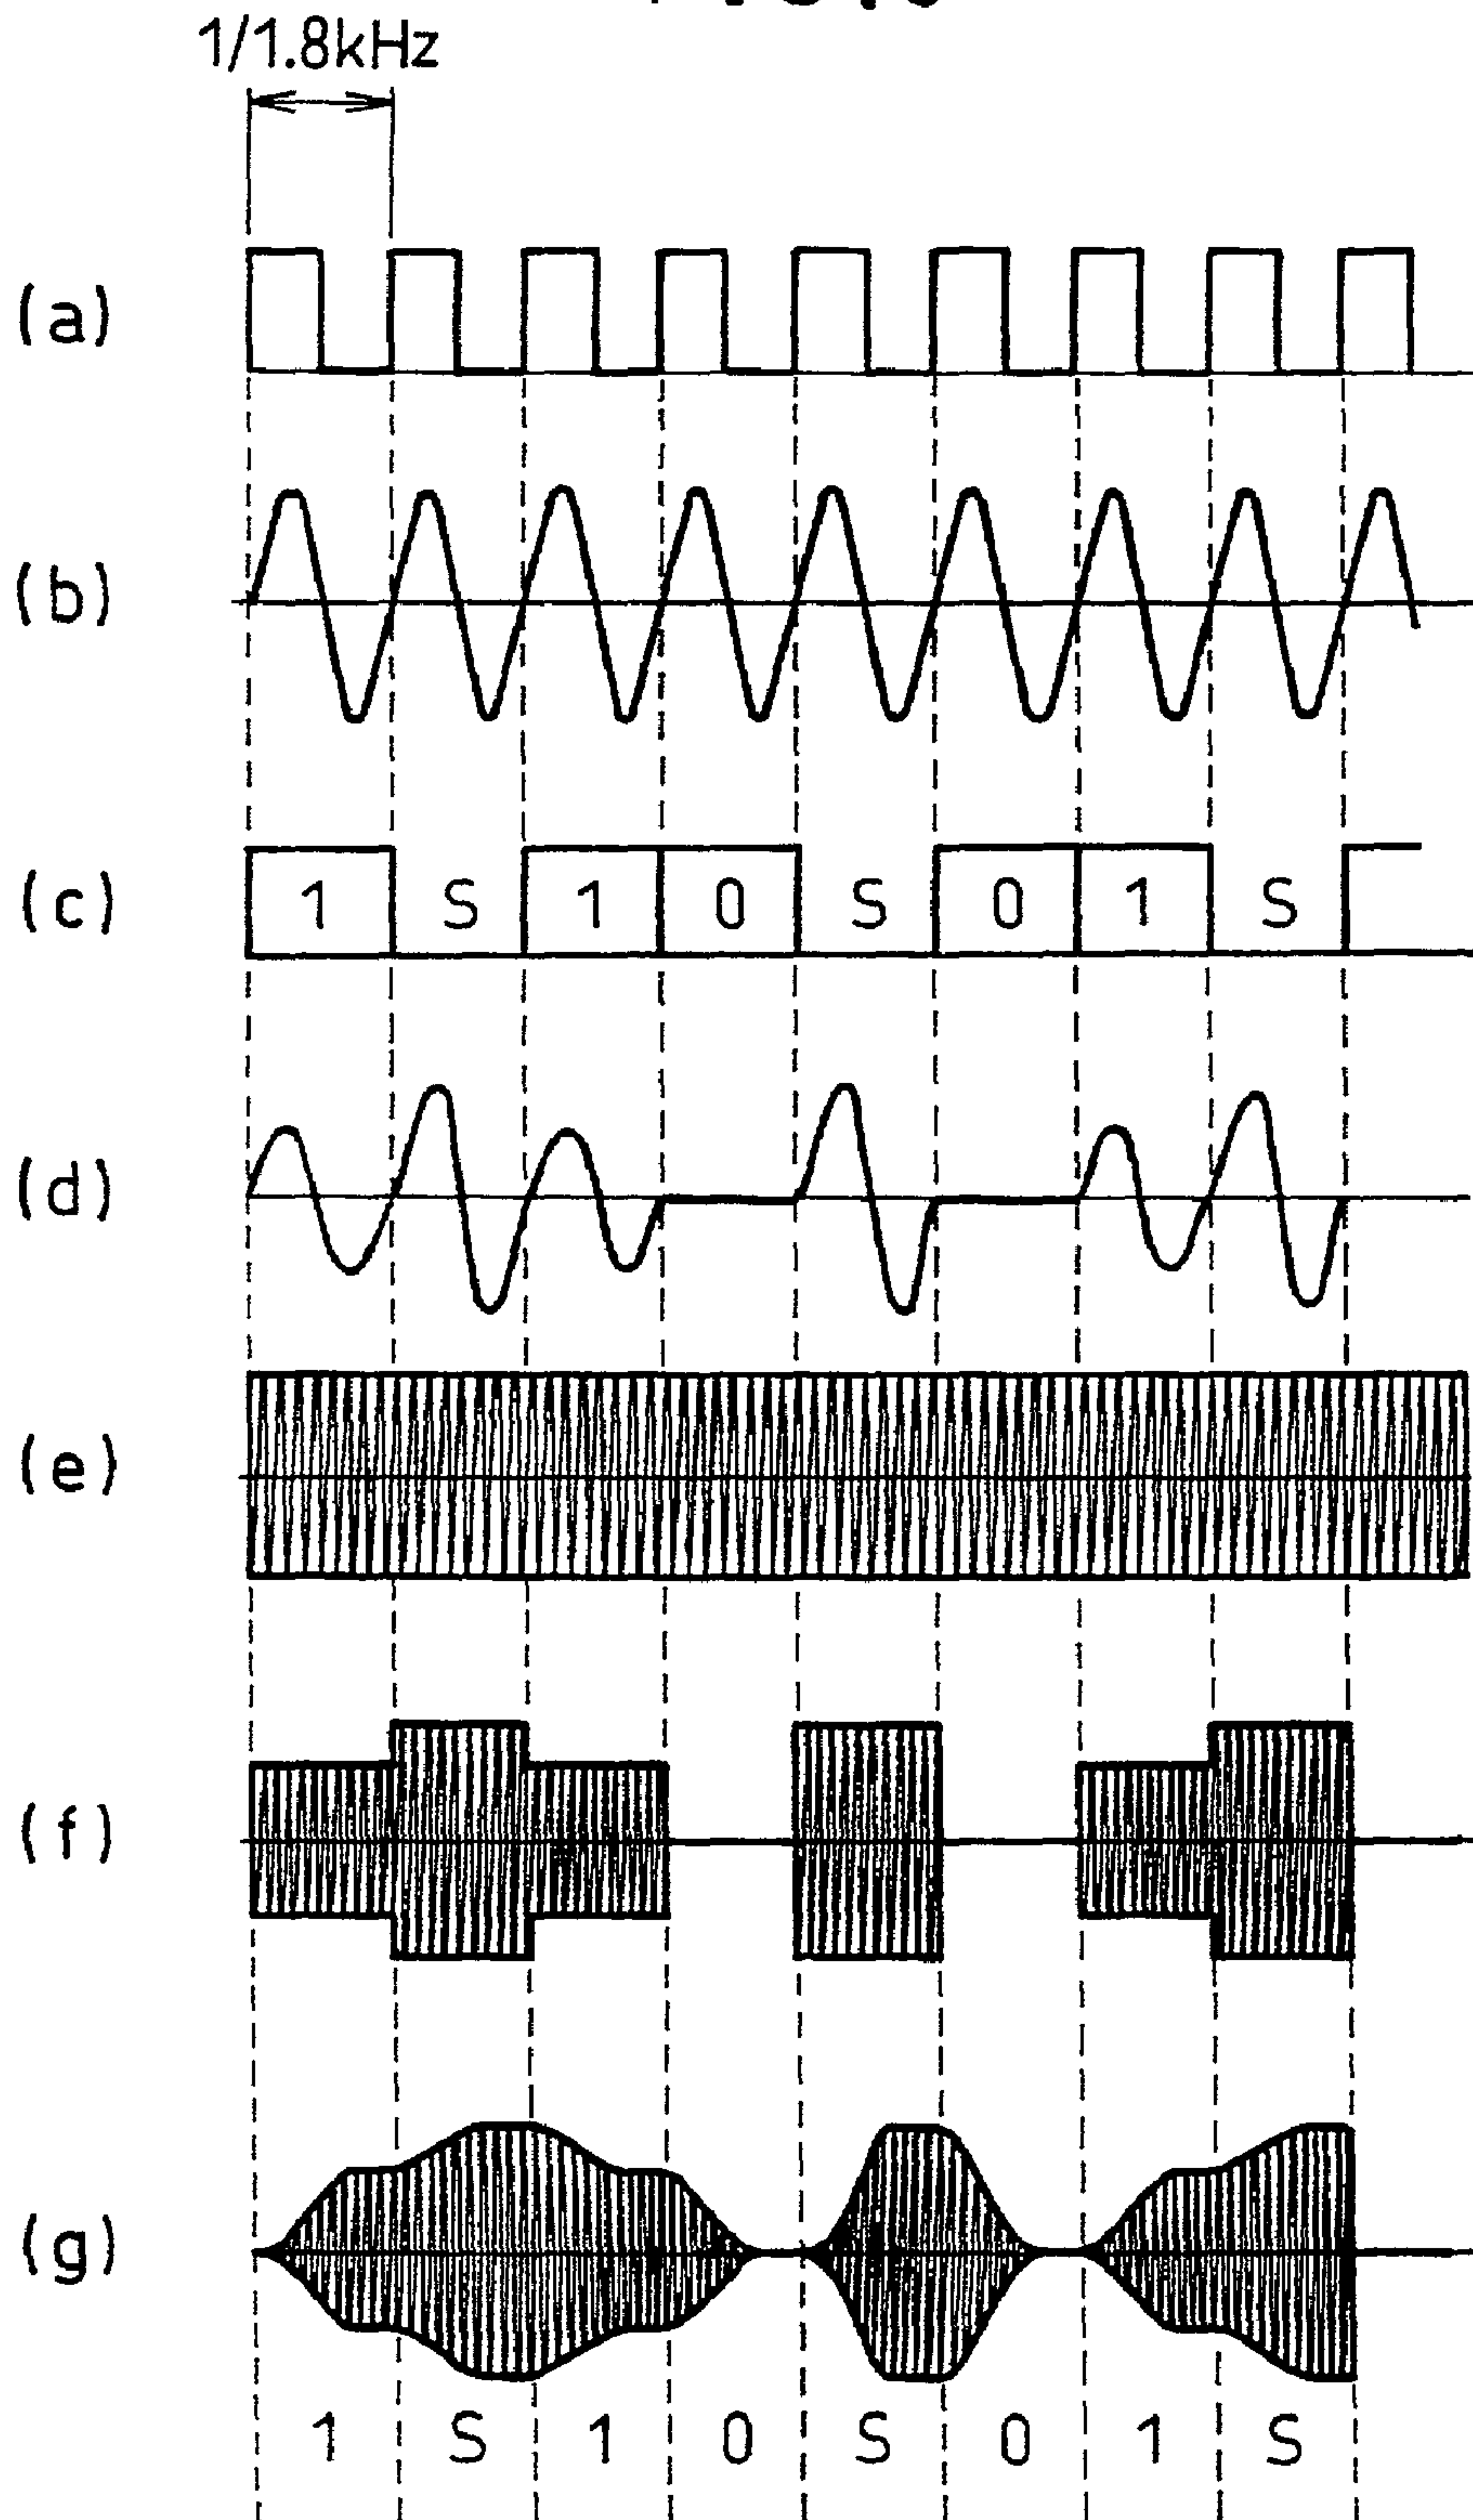 1/1.8kHz
(a)
(b)
(c) 1 S 1 0 S 0 1 S
(d)
(e)
(f)
(g)
1 S 1 0 S 0 1 S